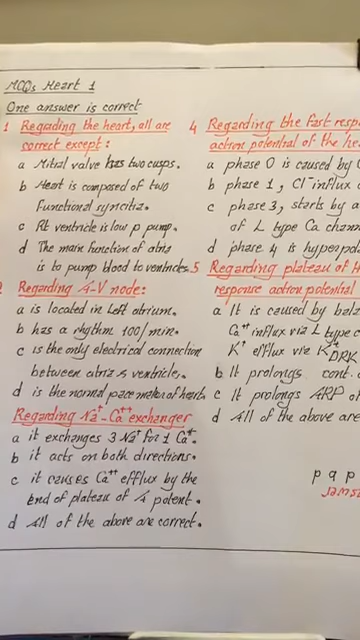 MCQs Heart 1
One answer is correct
1 Regarding the heart, all are
correct except:
a Mitral valve has two cusps.
b Heart is composed of two
Functional syncitia.
c Rt ventricle is low p pump.
d The main function of atria
is to pump blood to ventricles.
Regarding A-V node:
a is located in Left atrium.
b has a rhythm 100/min.
c is the only electrical connection
between atria & ventricles.
d is the normal pacemaker of heart.
Regarding Na+-Ca++ exchanger
a it exchanges 3 Na+ for 1 Ca++.
b it acts on both directions.
c it causes Ca++ efflux by the
end of plateau of A potent.
d All of the above are correct.
4 Regarding the fast resp
action potential of the he
a phase 0 is caused by
b phase 1, Cl- influx
c phase 3, starts by a
of L type Ca chann
d phase 4 is hyperpola
5 Regarding plateau of
response action potential
a It is caused by bala
Ca++ influx via L type c
K+ efflux via K+ DRK
b It prolongs cont.
c It prolongs ARP
d All of the above are
p q p